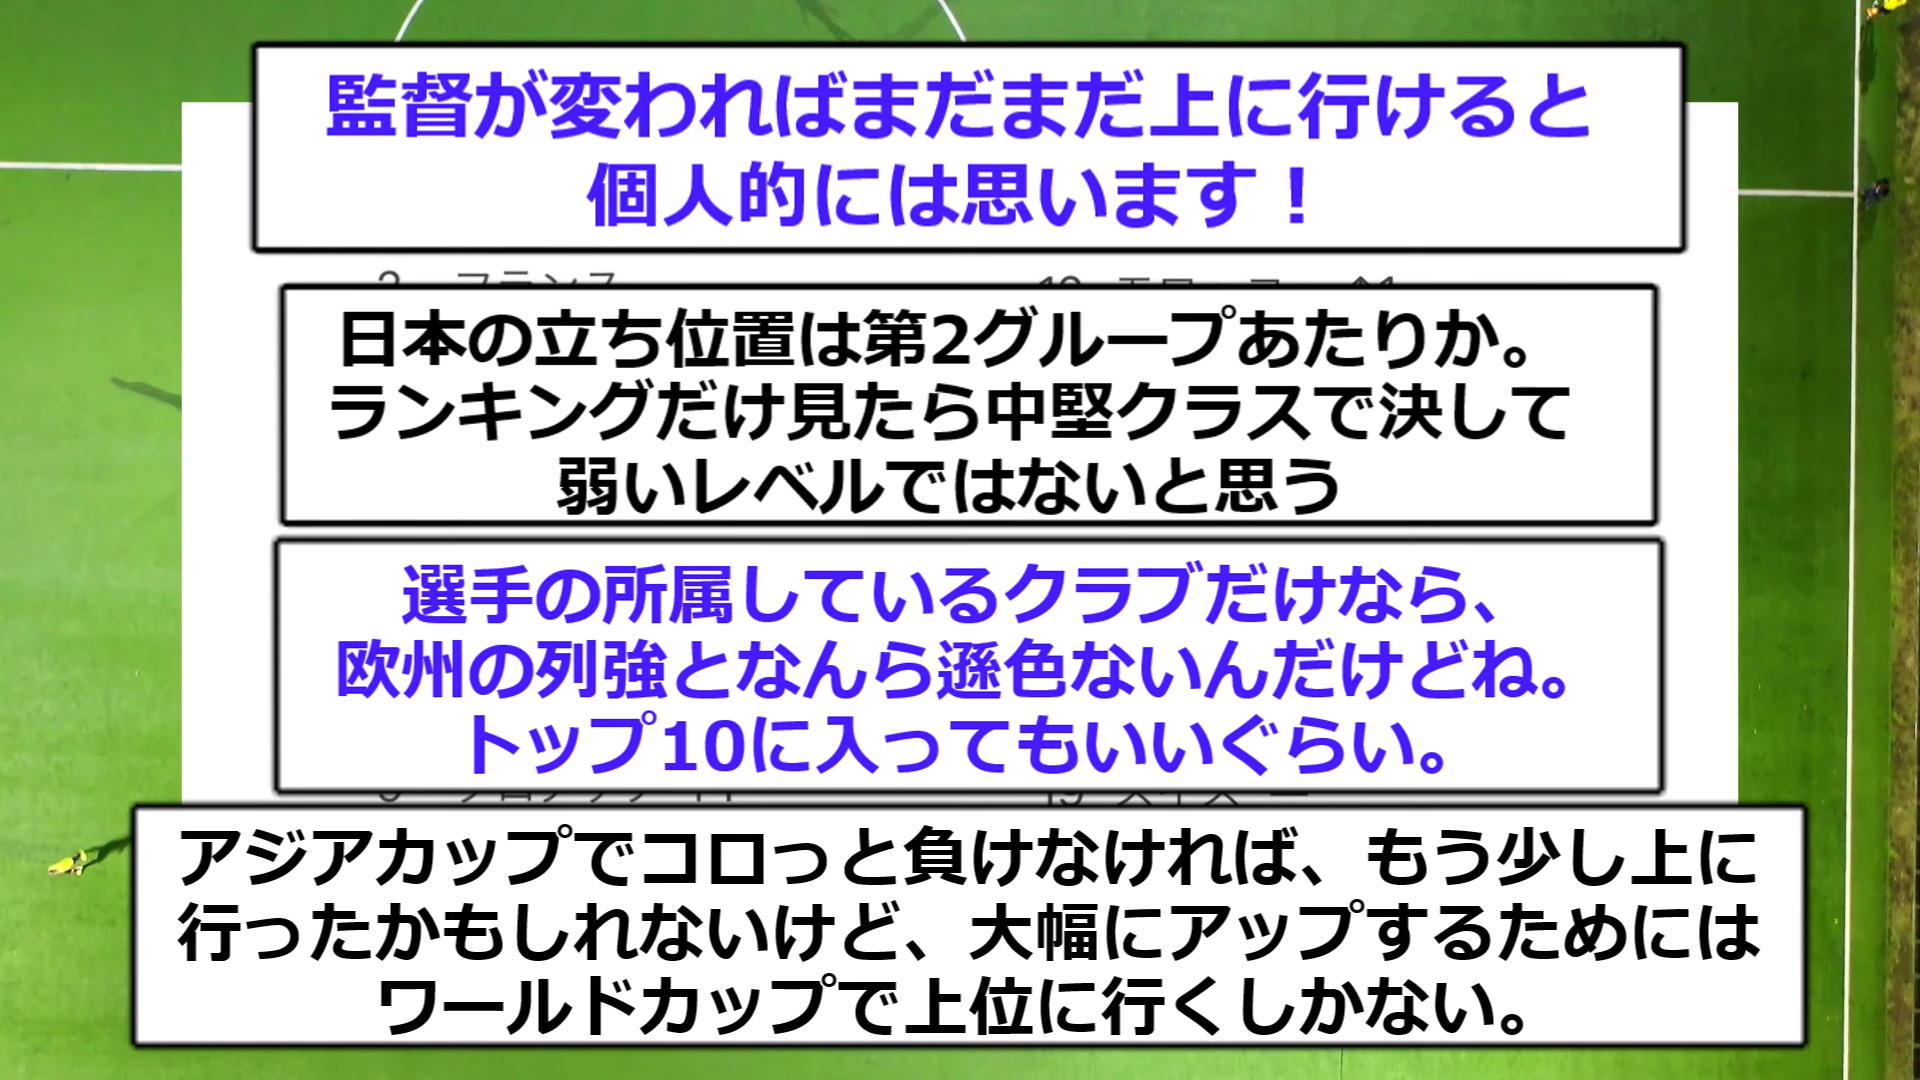 監督が変わればまだまだ上に行けると
個人的には思います！
日本の立ち位置は第2グループあたりか。
ランキングだけ見たら中堅クラスで決して
弱いレベルではないと思う
選手の所属しているクラブだけなら、
欧州の列強となんら遜色ないんだけどね。
トップ10に入ってもいいぐらい。
アジアカップでコロっと負けなければ、もう少し上に
行ったかもしれないけど、大幅にアップするためには
ワールドカップで上位に行くしかない。